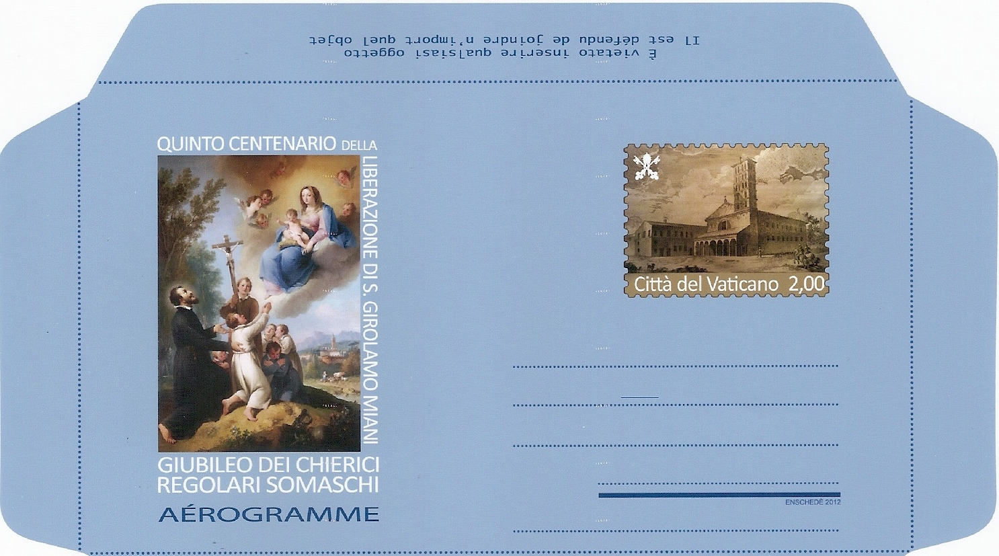 Il est défendu de joindre n'import quel objet
È vietato inserire qualsiasi oggetto
QUINTO CENTENARIO DELLA
LIBERAZIONE DI S. GIROLAMO MIANI
GIUBILEO DEI CHIERICI
REGOLARI SOMASCHI
AÉROGRAMME
Città del Vaticano 2,00
ENSCHEDÈ 2012